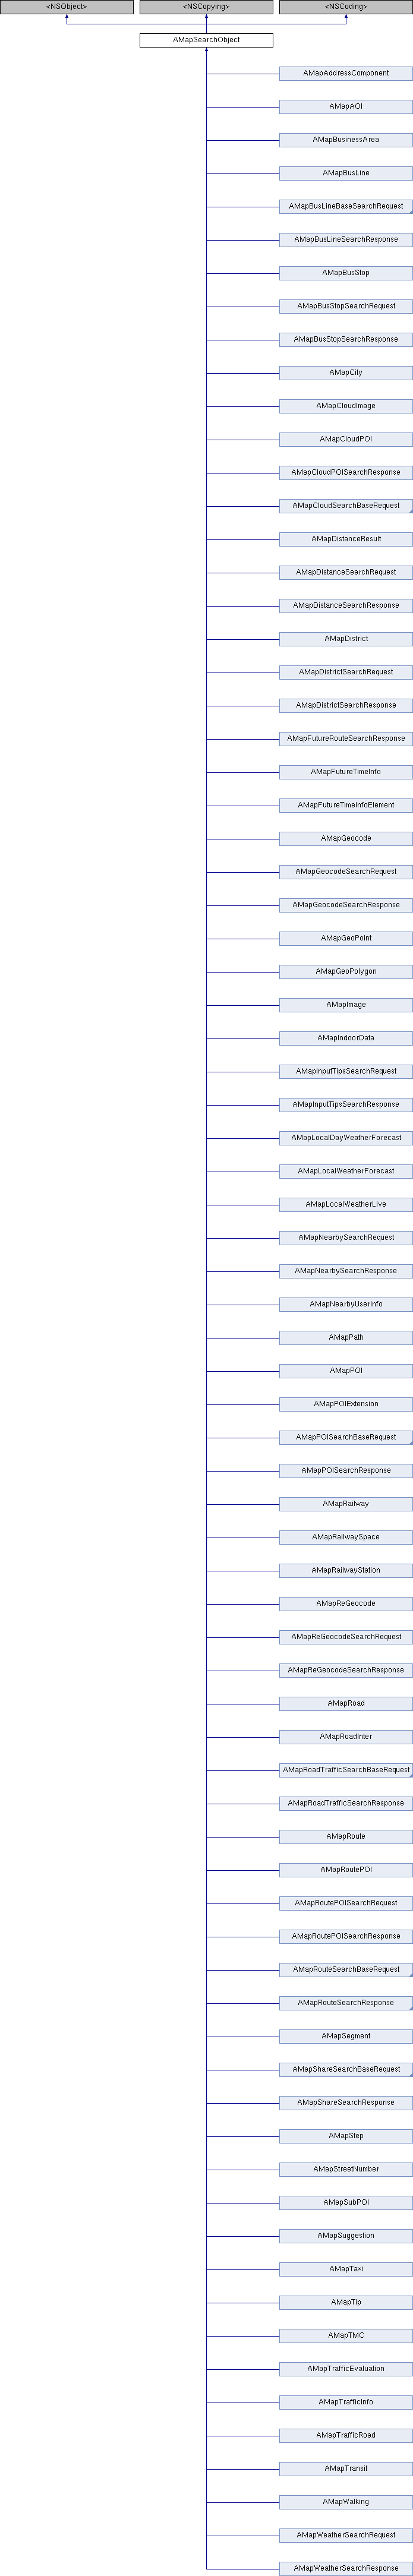 <NSObject> <NSCopying> <NSCoding>
AMapSearchObject
AMapAddressComponent
AMapAOI
AMapBusinessArea
AMapBusLine
AMapBusLineBaseSearchRequest
AMapBusLineSearchResponse
AMapBusStop
AMapBusStopSearchRequest
AMapBusStopSearchResponse
AMapCity
AMapCloudImage
AMapCloudPOI
AMapCloudPOISearchResponse
AMapCloudSearchBaseRequest
AMapDistanceResult
AMapDistanceSearchRequest
AMapDistanceSearchResponse
AMapDistrict
AMapDistrictSearchRequest
AMapDistrictSearchResponse
AMapFutureRouteSearchResponse
AMapFutureTimeInfo
AMapFutureTimeInfoElement
AMapGeocode
AMapGeocodeSearchRequest
AMapGeocodeSearchResponse
AMapGeoPoint
AMapGeoPolygon
AMapImage
AMapIndoorData
AMapInputTipsSearchRequest
AMapInputTipsSearchResponse
AMapLocalDayWeatherForecast
AMapLocalWeatherForecast
AMapLocalWeatherLive
AMapNearbySearchRequest
AMapNearbySearchResponse
AMapNearbyUserInfo
AMapPath
AMapPOI
AMapPOIExtension
AMapPOISearchBaseRequest
AMapPOISearchResponse
AMapRailway
AMapRailwaySpace
AMapRailwayStation
AMapReGeocode
AMapReGeocodeSearchRequest
AMapReGeocodeSearchResponse
AMapRoad
AMapRoadInter
AMapRoadTrafficSearchBaseRequest
AMapRoadTrafficSearchResponse
AMapRoute
AMapRoutePOI
AMapRoutePOISearchRequest
AMapRoutePOISearchResponse
AMapRouteSearchBaseRequest
AMapRouteSearchResponse
AMapSegment
AMapShareSearchBaseRequest
AMapShareSearchResponse
AMapStep
AMapStreetNumber
AMapSubPOI
AMapSuggestion
AMapTaxi
AMapTip
AMapTMC
AMapTrafficEvaluation
AMapTrafficInfo
AMapTrafficRoad
AMapTransit
AMapWalking
AMapWeatherSearchRequest
AMapWeatherSearchResponse